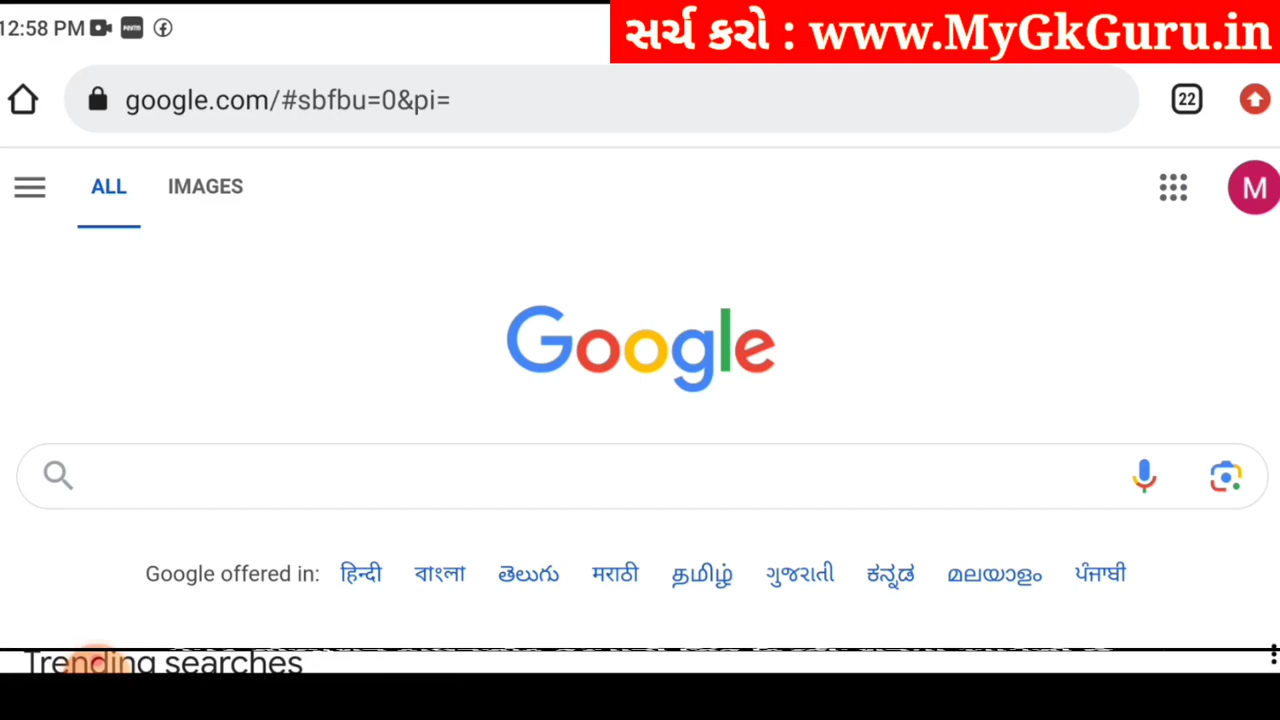 12:58 PM
સર્ચ કરો : www.MyGkGuru.in
google.com/#sbfbu=0&pi=
22
ALL IMAGES
M
Google
Google offered in: हिन्दी বাংলা తెలుగు मराठी தமிழ் ગુજરાતી ಕನ್ನಡ മലയാളം ਪੰਜਾਬੀ
Trending searches